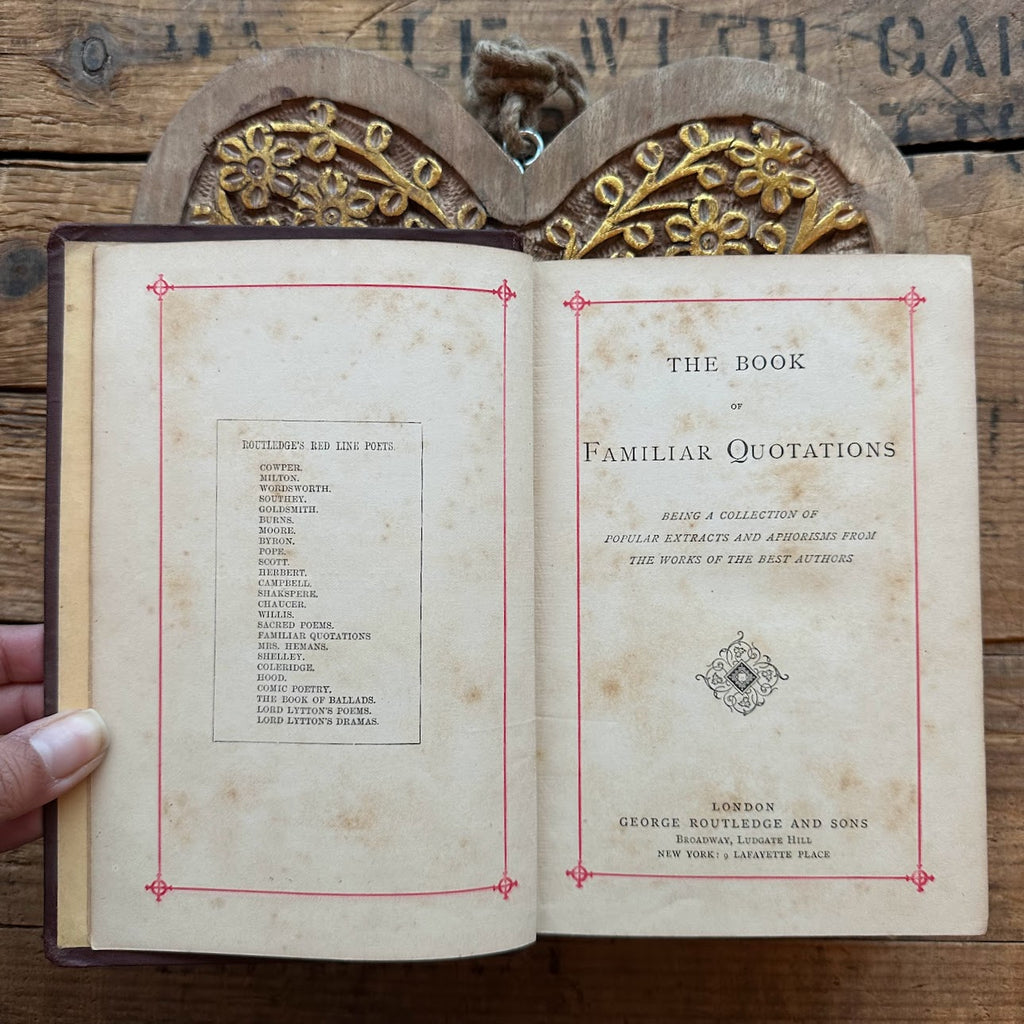 LE WITH CAN
ROUTLEDGE'S RED LINE POETS.
COWPER.
MILTON.
WORDSWORTH.
SOUTHEY.
GOLDSMITH.
BURNS.
MOORE.
BYRON.
POPE.
SCOTT.
HERBERT.
CAMPBELL.
SHAKSPERE.
CHAUCER.
WILLIS.
SACRED POEMS.
FAMILIAR QUOTATIONS
MRS. HEMANS.
SHELLEY.
COLERIDGE.
HOOD.
COMIC POETRY.
THE BOOK OF BALLADS.
LORD LYTTON'S POEMS.
LORD LYTTON'S DRAMAS.
THE BOOK
OF
FAMILIAR QUOTATIONS
BEING A COLLECTION OF
POPULAR EXTRACTS AND APHORISMS FROM
THE WORKS OF THE BEST AUTHORS
LONDON
GEORGE ROUTLEDGE AND SONS
BROADWAY, LUDGATE HILL
NEW YORK: 9 LAFAYETTE PLACE